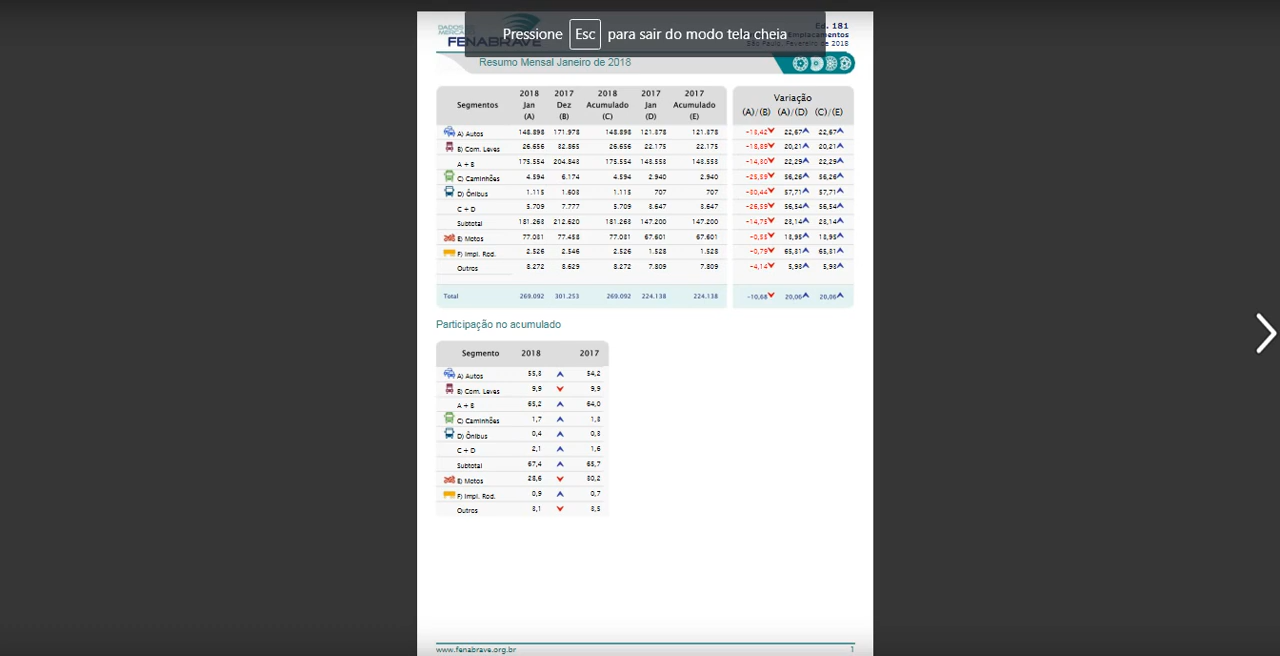 Pressione Esc para sair do modo tela cheia
DADOS
MERCADO
FENABRAVE
Ed. 181
Emplacamentos
São Paulo, Fevereiro de 2018
Resumo Mensal Janeiro de 2018
Segmentos 2018 Jan (A) 2017 Dez (B) 2018 Acumulado (C) 2017 Jan (D) 2017 Acumulado (E) Variação (A)/(B) (A)/(D) (C)/(E)
A) Autos 148.898 171.978 148.898 121.378 121.378 -13,42 22,67 22,67
B) Com. Leves 26.656 32.865 26.656 22.175 22.175 -18,89 20,21 20,21
A + B 175.554 204.843 175.554 143.553 143.553 -14,30 22,29 22,29
C) Caminhões 4.594 6.174 4.594 2.940 2.940 -25,59 56,26 56,26
D) Ônibus 1.115 1.603 1.115 707 707 -30,44 57,71 57,71
C + D 5.709 7.777 5.709 3.647 3.647 -26,59 56,54 56,54
Subtotal 181.263 212.620 181.263 147.200 147.200 -14,75 23,14 23,14
E) Motos 77.031 77.458 77.031 67.601 67.601 -0,55 13,95 13,95
F) Impl. Rod. 2.526 2.546 2.526 1.528 1.528 -0,79 65,31 65,31
Outros 8.272 8.629 8.272 7.809 7.809 -4,14 5,93 5,93
Total 269.092 301.253 269.092 224.138 224.138 -10,68 20,06 20,06
Participação no acumulado
Segmento 2018 2017
A) Autos 55,3 54,2
B) Com. Leves 9,9 9,9
A + B 65,2 64,0
C) Caminhões 1,7 1,3
D) Ônibus 0,4 0,3
C + D 2,1 1,6
Subtotal 67,4 65,7
E) Motos 28,6 30,2
F) Impl. Rod. 0,9 0,7
Outros 3,1 3,5
www.fenabrave.org.br 1